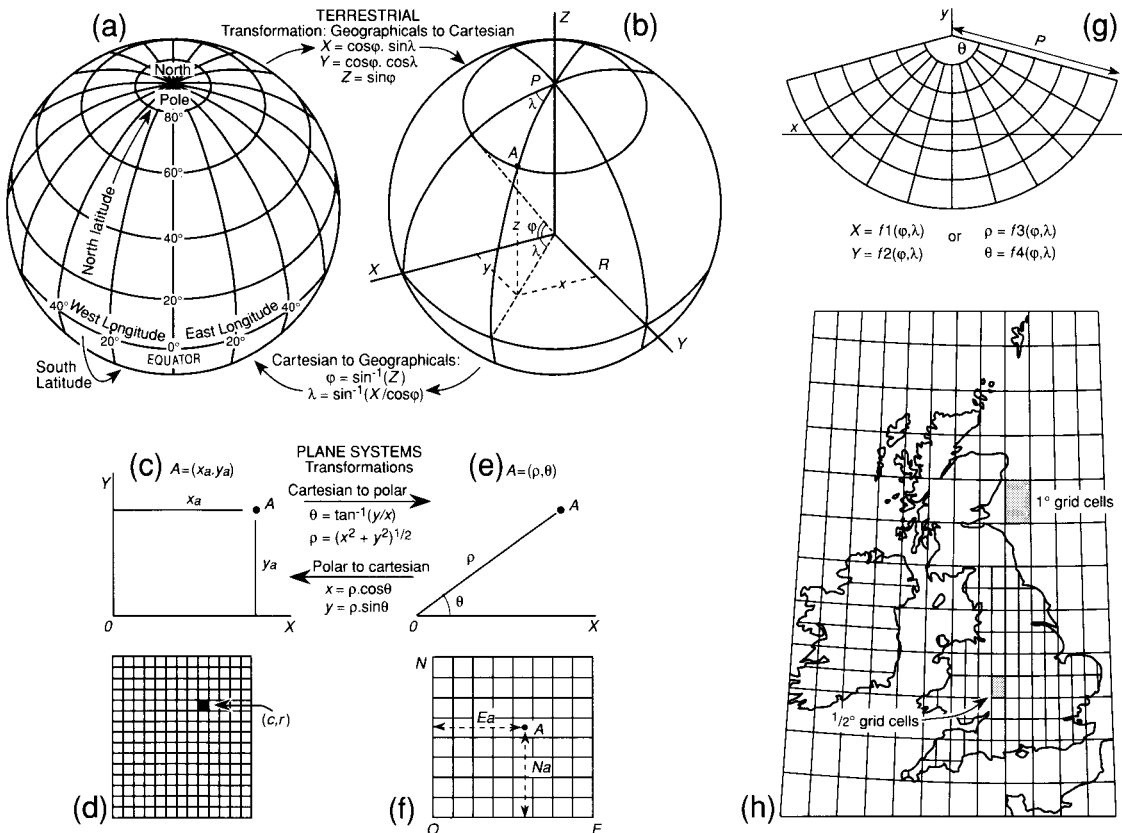 (a)
TERRESTRIAL
Transformation: Geographicals to Cartesian
X = cosφ. sinλ
Y = cosφ. cosλ
Z = sinφ
(b)
North
Pole
80°
60°
40°
20°
0°
North latitude
40°
West Longitude
20°
East Longitude
20°
40°
EQUATOR
South
Latitude
Z
P
λ
A
z
φ
λ
X
y
x
R
Y
Cartesian to Geographicals:
φ = sin⁻¹(Z)
λ = sin⁻¹(X/cosφ)
(g)
y
θ
P
x
X = f1(φ,λ)
Y = f2(φ,λ)
or
ρ = f3(φ,λ)
θ = f4(φ,λ)
PLANE SYSTEMS
Transformations
(c)
A=(xₐ.yₐ)
Y
xₐ
A
yₐ
0
X
Cartesian to polar
θ = tan⁻¹(y/x)
ρ = (x² + y²)¹/²
Polar to cartesian
x = ρ.cosθ
y = ρ.sinθ
(e)
A=(ρ,θ)
A
ρ
θ
0
X
(d)
(c,r)
(f)
N
Ea
A
Na
O
E
(h)
1° grid cells
1/2° grid cells